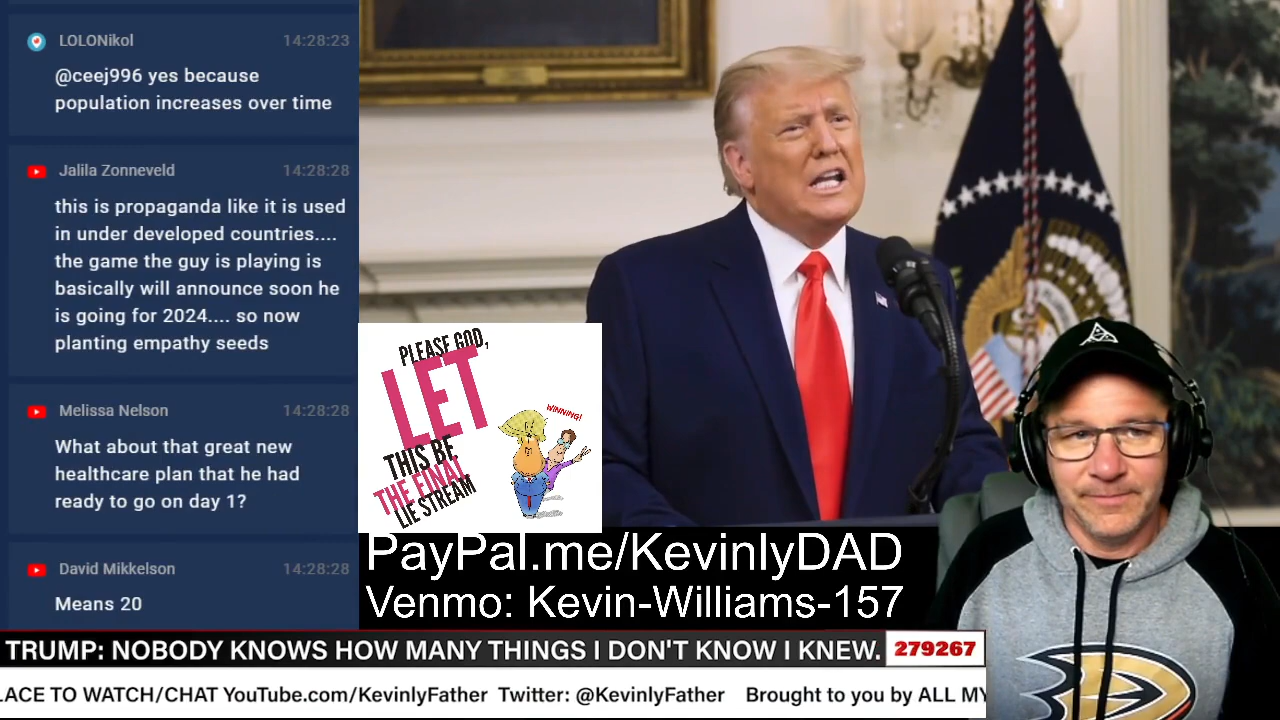 LOLONikol 14:28:23
@ceej996 yes because
population increases over time
Jalila Zonneveld 14:28:28
this is propaganda like it is used
in under developed countries....
the game the guy is playing is
basically will announce soon he
is going for 2024.... so now
planting empathy seeds
Melissa Nelson 14:28:28
What about that great new
healthcare plan that he had
ready to go on day 1?
David Mikkelson 14:28:28
Means 20
PLEASE GOD,
LET
THIS BE
THE FINAL
LIE STREAM
WINNING!
PayPal.me/KevinlyDAD
Venmo: Kevin-Williams-157
TRUMP: NOBODY KNOWS HOW MANY THINGS I DON'T KNOW I KNEW. 279267
LACE TO WATCH/CHAT YouTube.com/KevinlyFather Twitter: @KevinlyFather Brought to you by ALL MY